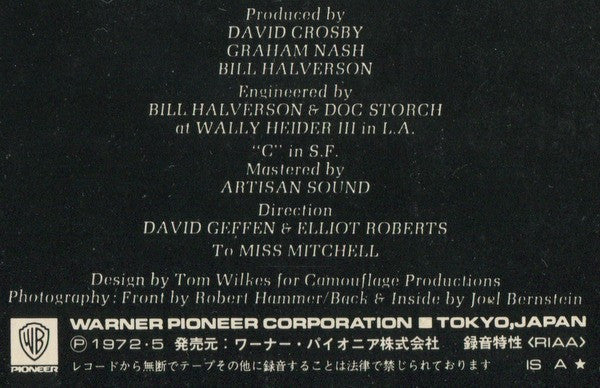 Produced by
DAVID CROSBY
GRAHAM NASH
BILL HALVERSON
Engineered by
BILL HALVERSON & DOC STORCH
at WALLY HEIDER III in L.A.
"C" in S.F.
Mastered by
ARTISAN SOUND
Direction
DAVID GEFFEN & ELLIOT ROBERTS
To MISS MITCHELL
Design by Tom Wilkes for Camouflage Productions
Photography: Front by Robert Hammer/Back & Inside by Joel Bernstein
WB PIONEER
WARNER PIONEER CORPORATION ■ TOKYO, JAPAN
Ⓟ 1972・5 発売元: ワーナー・パイオニア株式会社 録音特性 <RIAA>
レコードから無断でテープその他に録音することは法律で禁じられております IS A ★